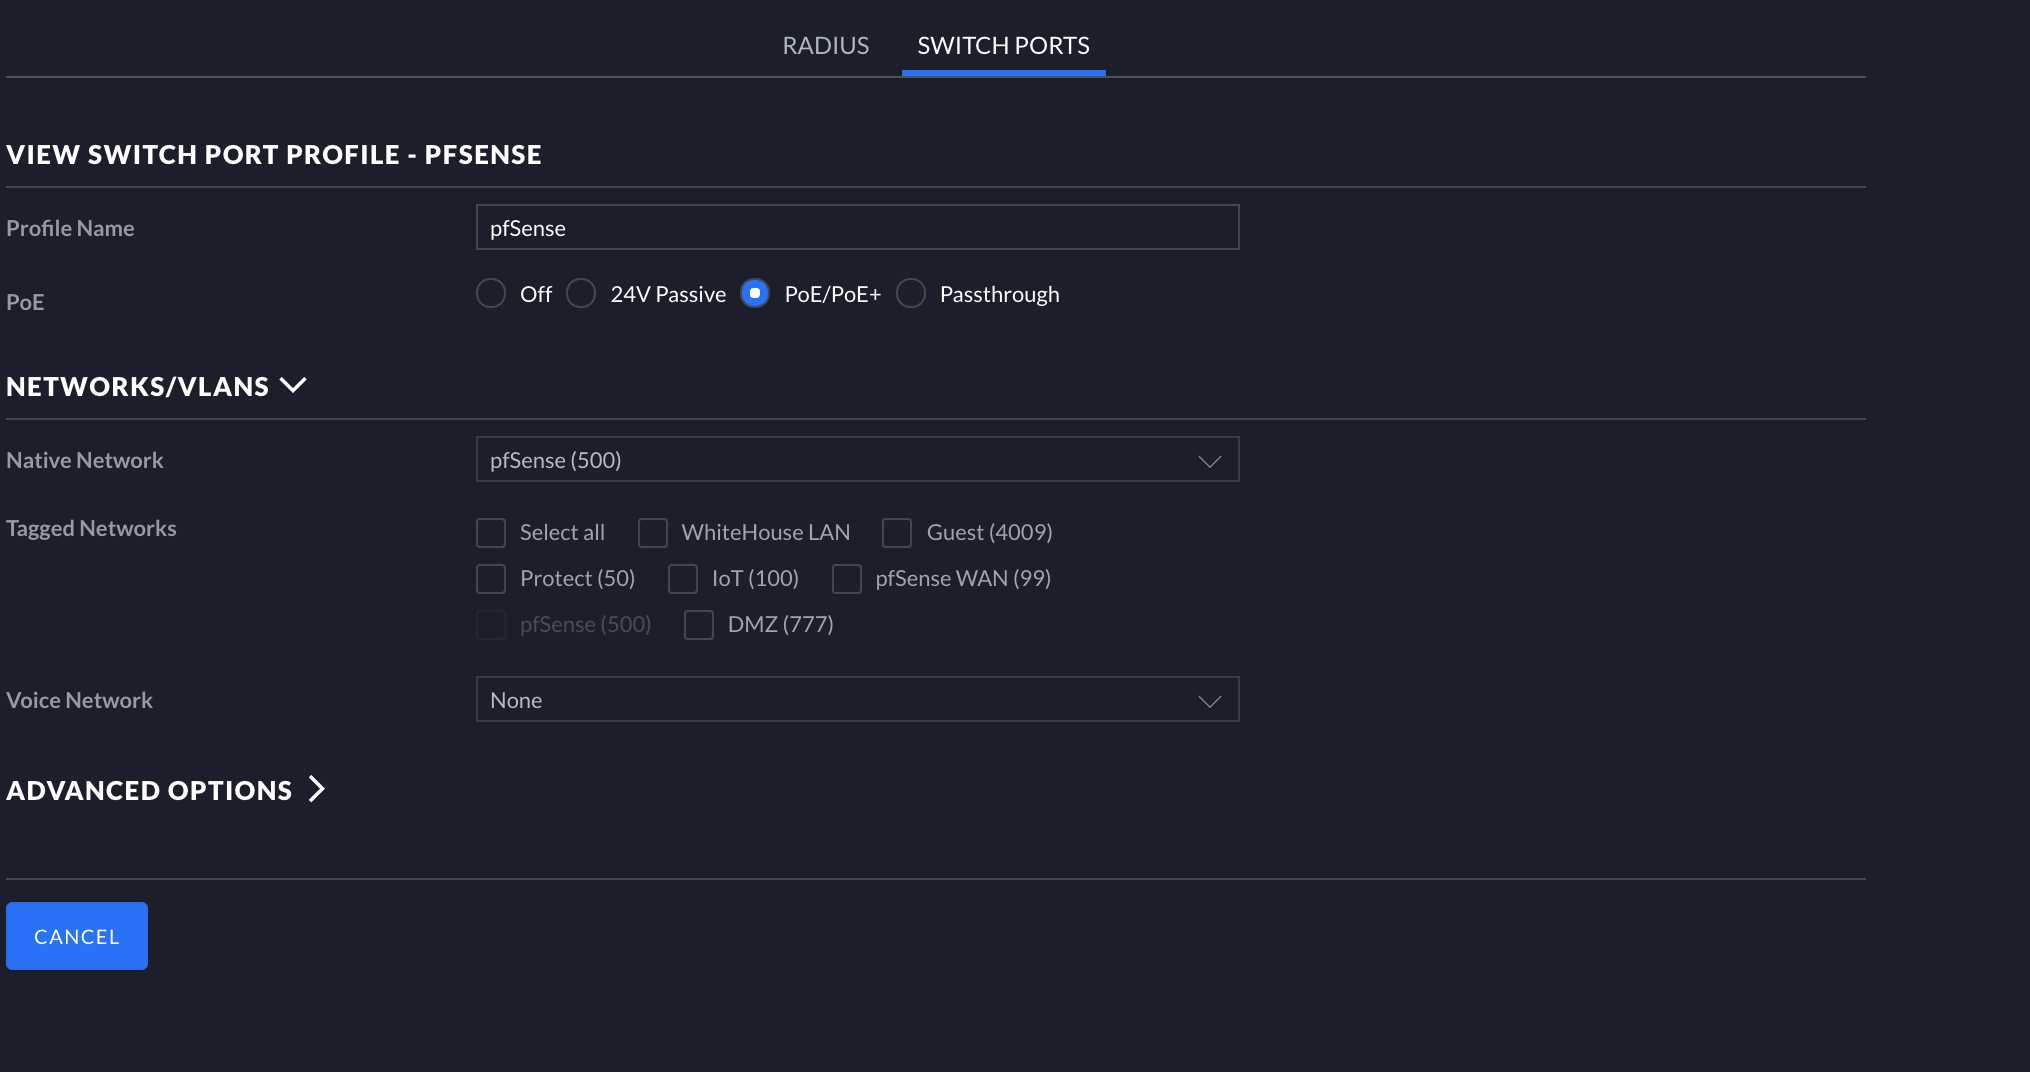 RADIUS SWITCH PORTS
VIEW SWITCH PORT PROFILE - PFSENSE
Profile Name pfSense
PoE Off 24V Passive PoE/PoE+ Passthrough
NETWORKS/VLANS
Native Network pfSense (500)
Tagged Networks Select all WhiteHouse LAN Guest (4009)
Protect (50) IoT (100) pfSense WAN (99)
pfSense (500) DMZ (777)
Voice Network None
ADVANCED OPTIONS
CANCEL